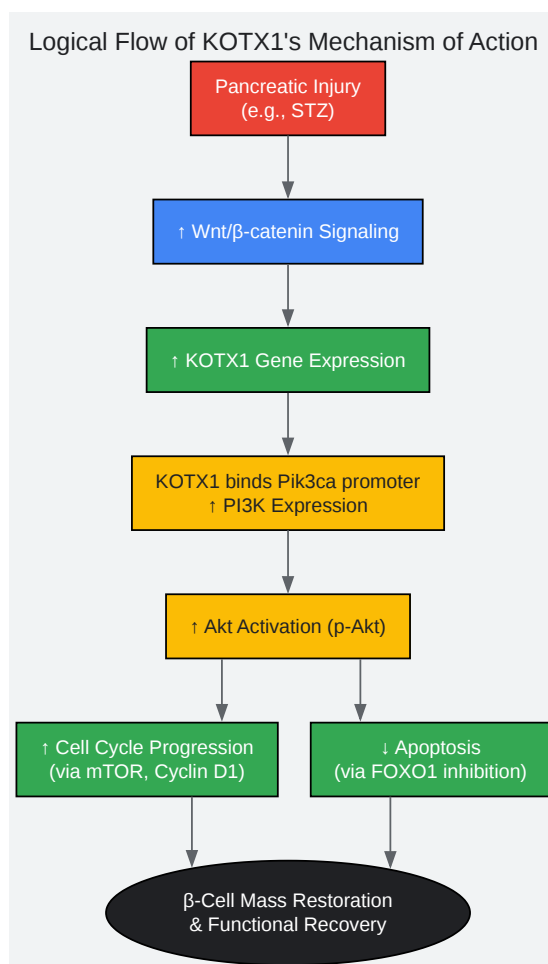 Logical Flow of KOTX1's Mechanism of Action
Pancreatic Injury
(e.g., STZ)
↑ Wnt/β-catenin Signaling
↑ KOTX1 Gene Expression
KOTX1 binds Pik3ca promoter
↑ PI3K Expression
↑ Akt Activation (p-Akt)
↑ Cell Cycle Progression
(via mTOR, Cyclin D1)
↓ Apoptosis
(via FOXO1 inhibition)
β-Cell Mass Restoration
& Functional Recovery